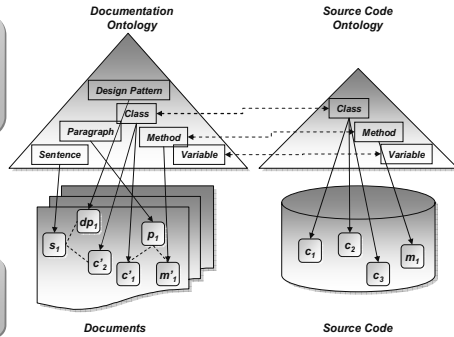 Documentation
Ontology
Source Code
Ontology
Design Pattern
Class
Paragraph
Method
Sentence
Variable
Class
Method
Variable
dp1
s1
c'2
p1
c'1
m'1
c1
c2
c3
m1
Documents
Source Code